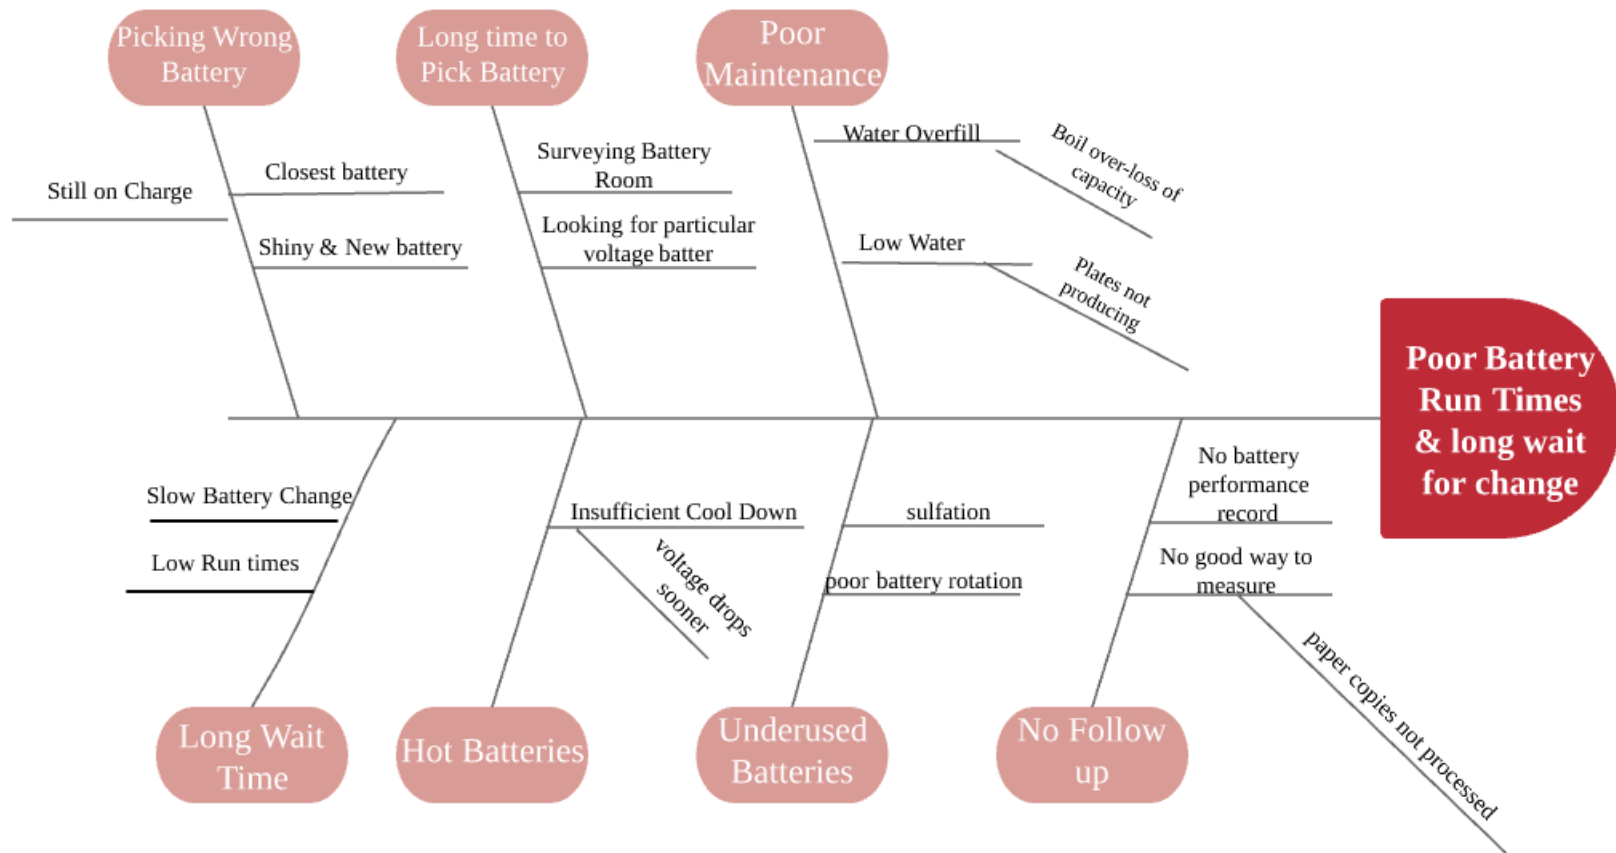 Picking Wrong
Battery
Long time to
Pick Battery
Poor
Maintenance
Still on Charge
Closest battery
Shiny & New battery
Surveying Battery
Room
Looking for particular
voltage batter
Water Overfill
Boil over-loss of
capacity
Low Water
Plates not
producing
Poor Battery
Run Times
& long wait
for change
Slow Battery Change
Low Run times
Insufficient Cool Down
voltage drops
sooner
sulfation
poor battery rotation
No battery
performance
record
No good way to
measure
paper copies not processed
Long Wait
Time
Hot Batteries
Underused
Batteries
No Follow
up